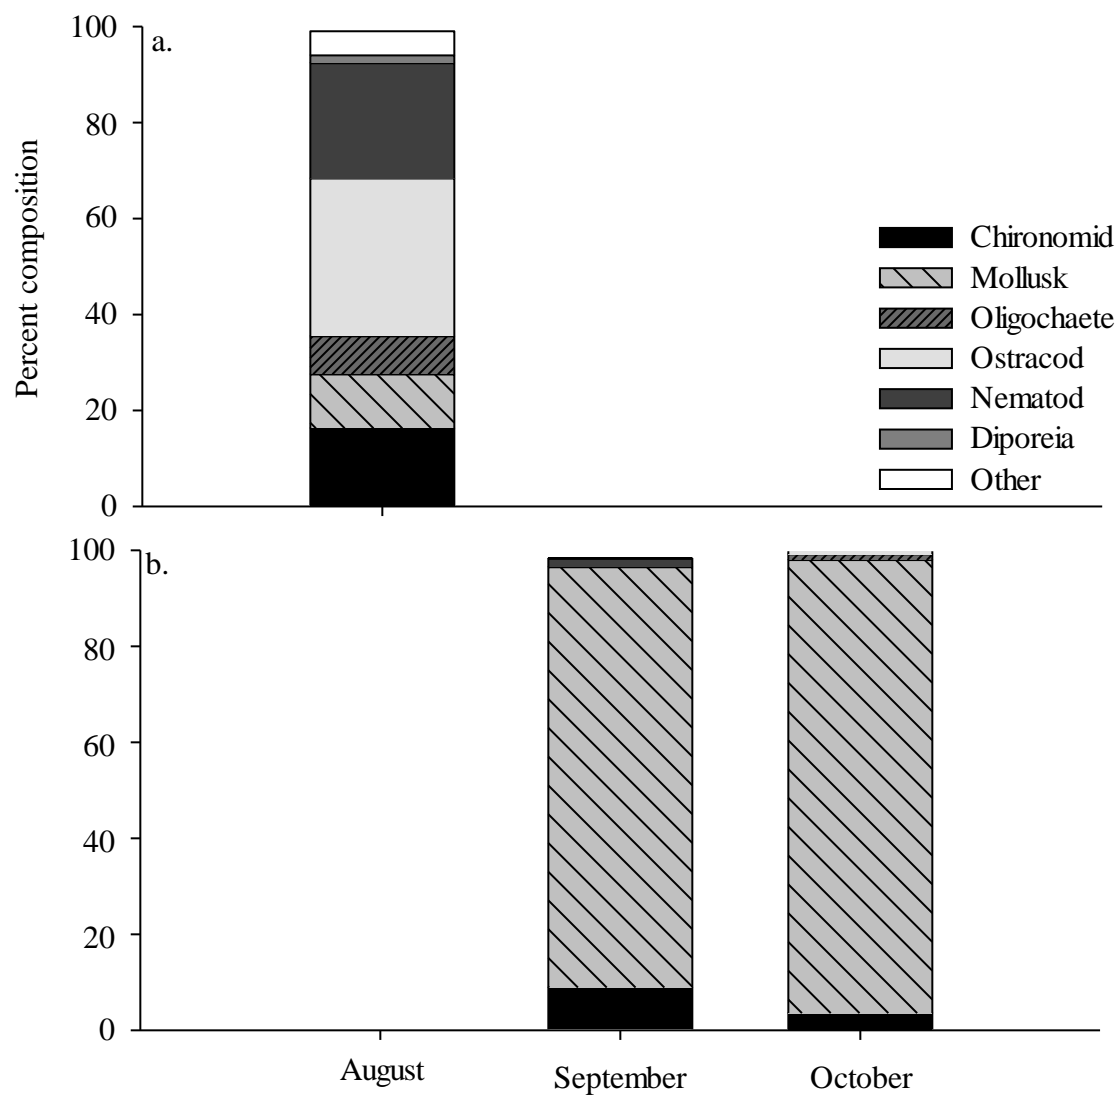 a.
100
80
60
40
20
0
Percent composition
Chironomid
Mollusk
Oligochaete
Ostracod
Nematod
Diporeia
Other
b.
100
80
60
40
20
0
August
September
October